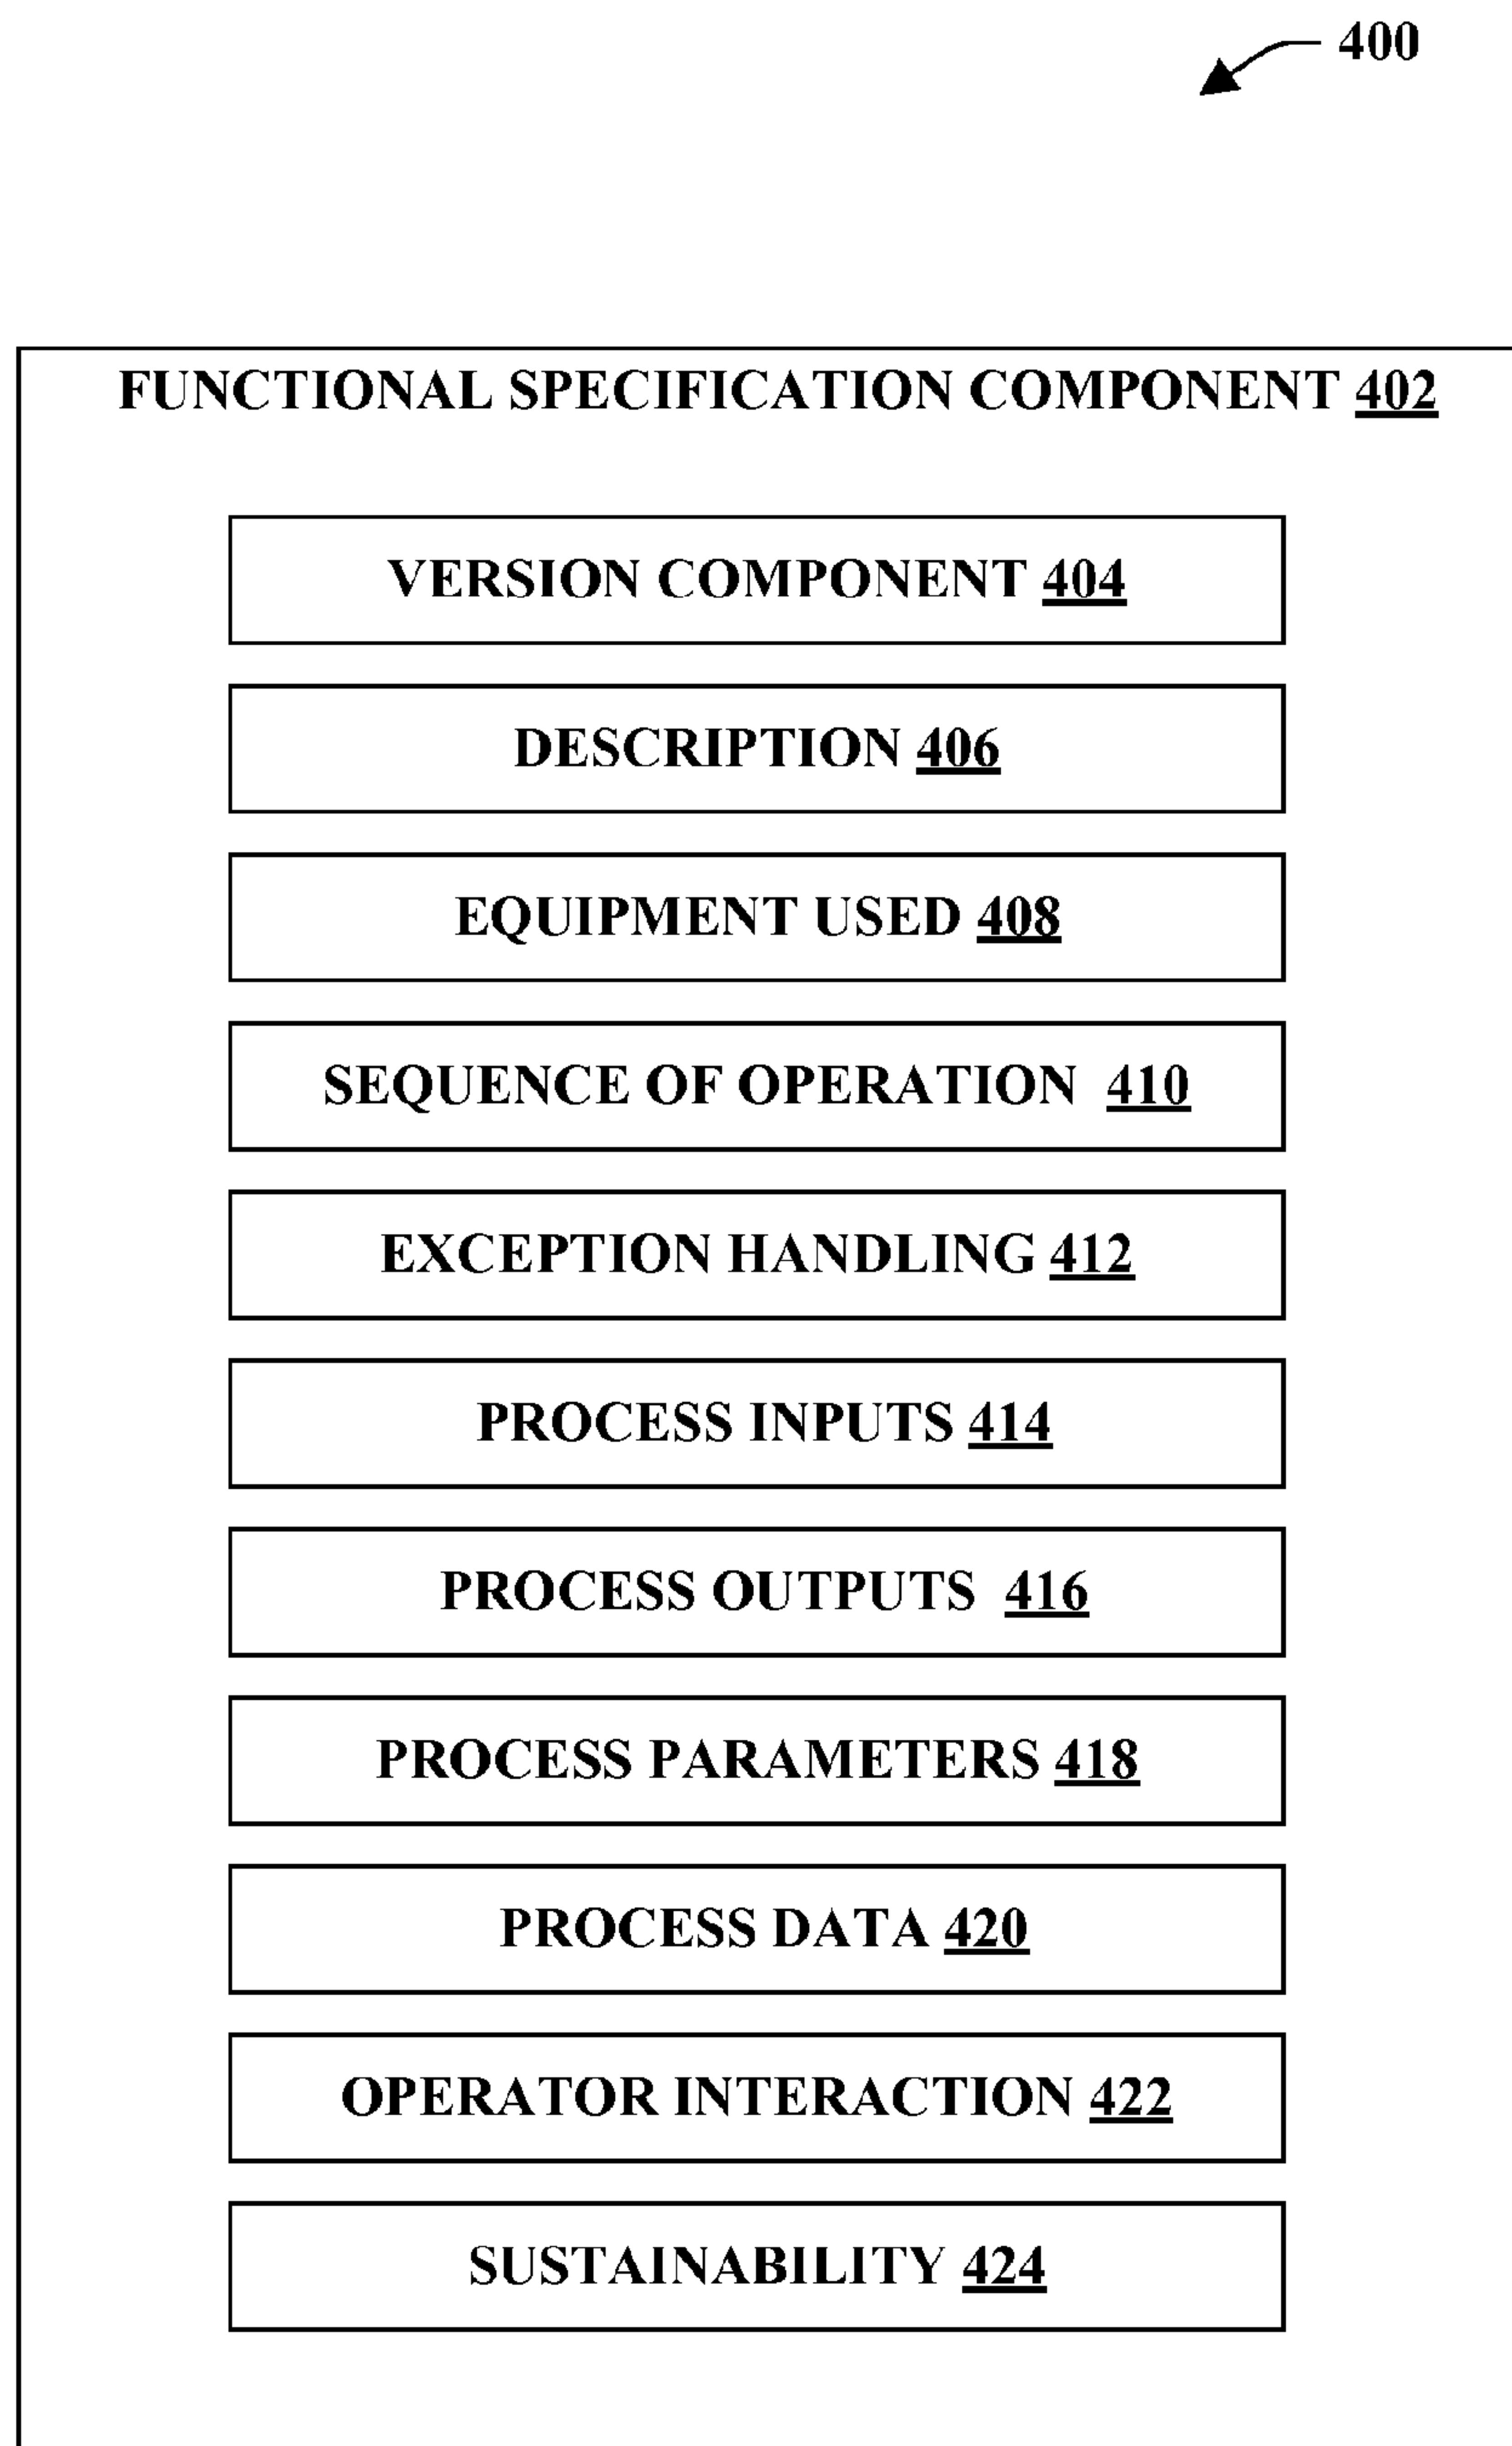 400
FUNCTIONAL SPECIFICATION COMPONENT 402
VERSION COMPONENT 404
DESCRIPTION 406
EQUIPMENT USED 408
SEQUENCE OF OPERATION 410
EXCEPTION HANDLING 412
PROCESS INPUTS 414
PROCESS OUTPUTS 416
PROCESS PARAMETERS 418
PROCESS DATA 420
OPERATOR INTERACTION 422
SUSTAINABILITY 424